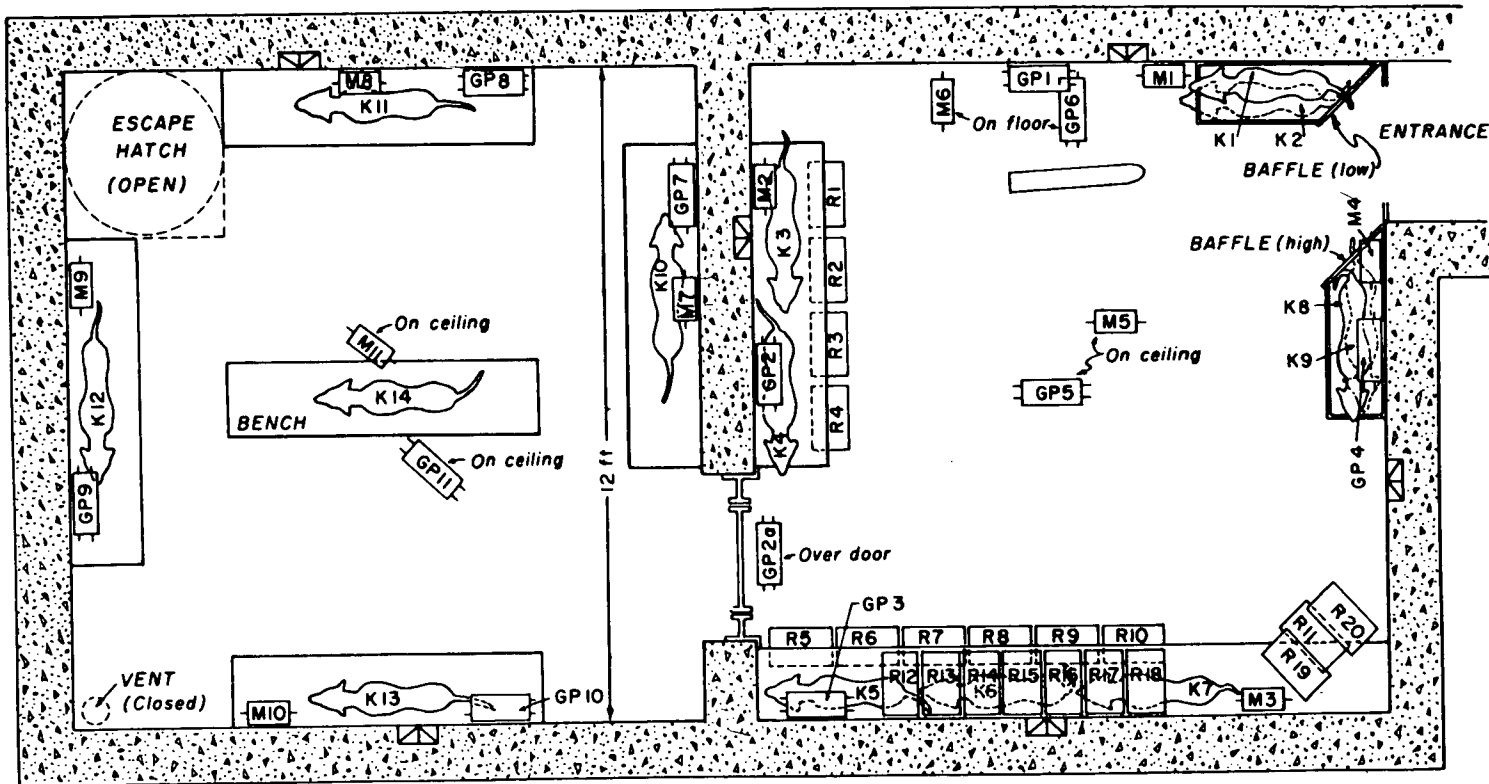 M8
GP8
K11
ESCAPE
HATCH
(OPEN)
M6
GP1
GP6
On floor
M1
K1
K2
ENTRANCE
BAFFLE (low)
M4
BAFFLE (high)
K8
K9
GP4
GP7
K10
M7
M2
K3
R1
R2
R3
R4
GP2
K4
M5
On ceiling
GP5
M9
K12
GP9
On ceiling
M11
K14
BENCH
On ceiling
GP11
12 ft
GP2a
Over door
GP3
R5
R6
R7
R8
R9
R10
R11
R20
R19
R12
R13
R14
R15
R16
R17
R18
K5
K6
K7
M3
VENT
(Closed)
M10
K13
GP10